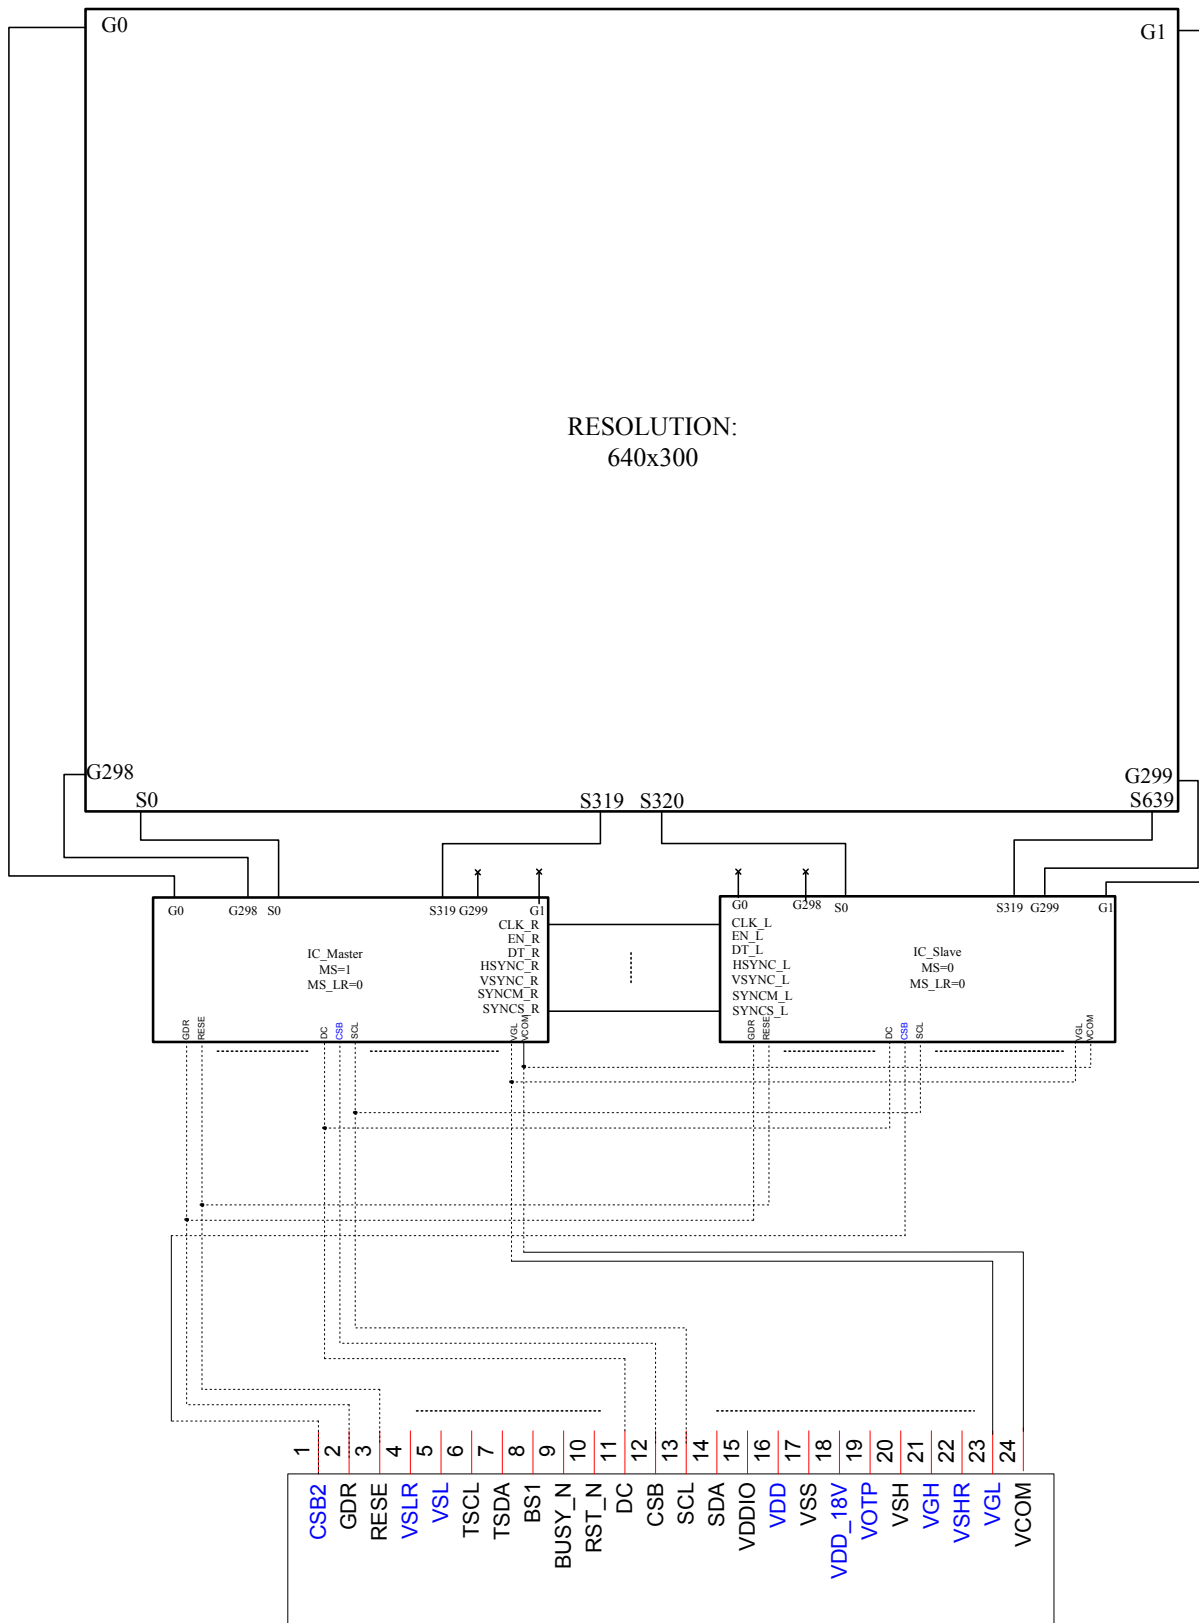 G0
G1
RESOLUTION:
640x300
G298
G299
S0
S319
S320
S639
G0
G298
S0
S319
G299
G1
CLK_R
EN_R
DT_R
HSYNC_R
VSYNC_R
SYNCM_R
SYNCS_R
IC_Master
MS=1
MS_LR=0
GDR
RESE
DC
CSB
SCL
VGL
VCOM
G0
G298
S0
S319
G299
G1
CLK_L
EN_L
DT_L
HSYNC_L
VSYNC_L
SYNCM_L
SYNCS_L
IC_Slave
MS=0
MS_LR=0
GDR
RESE
DC
CSB
SCL
VGL
VCOM
1
2
3
4
5
6
7
8
9
10
11
12
13
14
15
16
17
18
19
20
21
22
23
24
CSB2
GDR
RESE
VSLR
VSL
TSCL
TSDA
BS1
BUSY_N
RST_N
DC
CSB
SCL
SDA
VDDIO
VDD
VSS
VDD_18V
VOTP
VSH
VGH
VSHR
VGL
VCOM